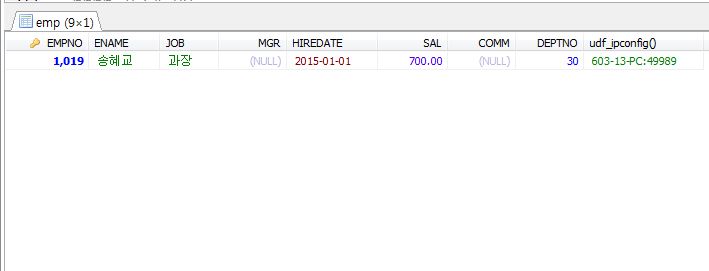 emp (9×1)
EMPNO ENAME JOB MGR HIREDATE SAL COMM DEPTNO udf_ipconfig()
1,019 송혜교 과장 (NULL) 2015-01-01 700.00 (NULL) 30 603-13-PC:49989